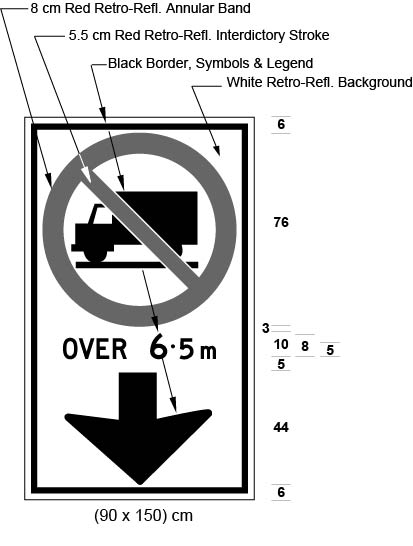 8 cm Red Retro-Refl. Annular Band
5.5 cm Red Retro-Refl. Interdictory Stroke
Black Border, Symbols & Legend
White Retro-Refl. Background
6
76
3
OVER 6·5m
10 8 5
5
44
6
(90 x 150) cm